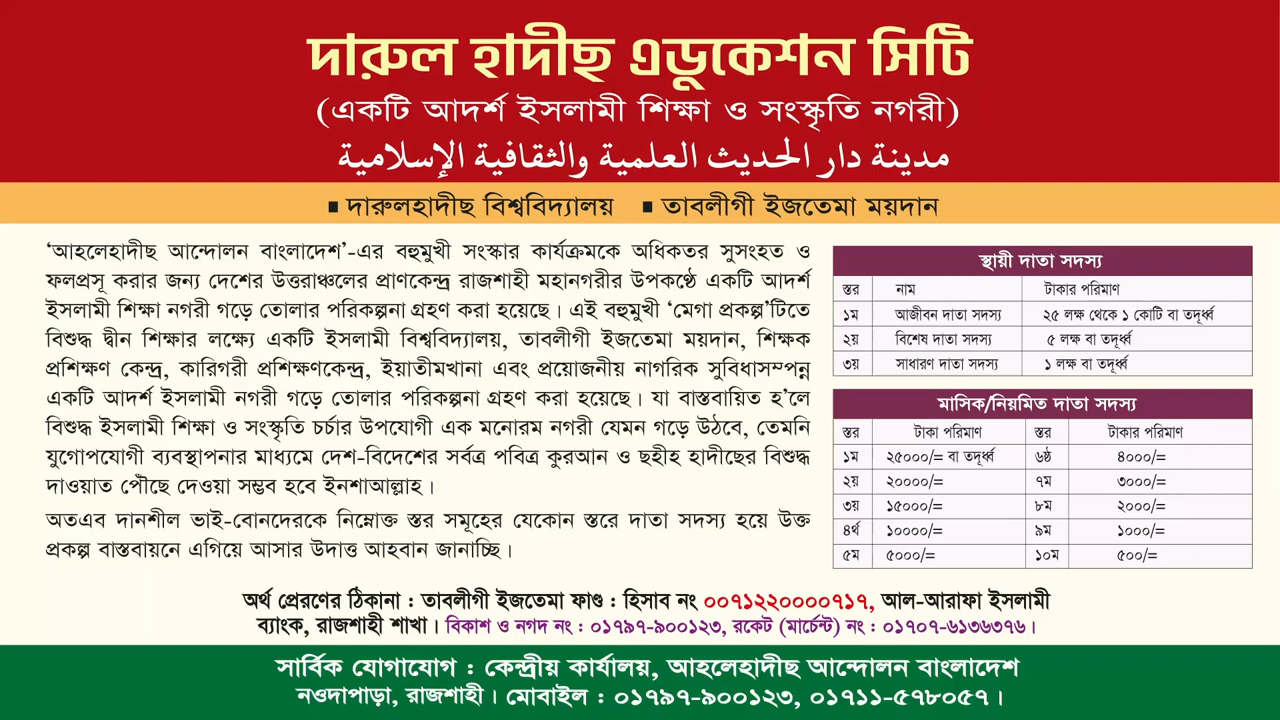 দারুল হাদীছ এডুকেশন সিটি
(একটি আদর্শ ইসলামী শিক্ষা ও সংস্কৃতি নগরী)
مدينة دار الحديث العلمية والثقافية الإسلامية
▪ দারুলহাদীছ বিশ্ববিদ্যালয় ▪ তাবলীগী ইজতেমা ময়দান
‘আহলেহাদীছ আন্দোলন বাংলাদেশ’-এর বহুমুখী সংস্কার কার্যক্রমকে অধিকতর সুসংহত ও
ফলপ্রসূ করার জন্য দেশের উত্তরাঞ্চলের প্রাণকেন্দ্র রাজশাহী মহানগরীর উপকণ্ঠে একটি আদর্শ
ইসলামী শিক্ষা নগরী গড়ে তোলার পরিকল্পনা গ্রহণ করা হয়েছে। এই বহুমুখী ‘মেগা প্রকল্প’টিতে
বিশুদ্ধ দ্বীন শিক্ষার লক্ষ্যে একটি ইসলামী বিশ্ববিদ্যালয়, তাবলীগী ইজতেমা ময়দান, শিক্ষক
প্রশিক্ষণ কেন্দ্র, কারিগরী প্রশিক্ষণকেন্দ্র, ইয়াতীমখানা এবং প্রয়োজনীয় নাগরিক সুবিধাসম্পন্ন
একটি আদর্শ ইসলামী নগরী গড়ে তোলার পরিকল্পনা গ্রহণ করা হয়েছে। যা বাস্তবায়িত হ’লে
বিশুদ্ধ ইসলামী শিক্ষা ও সংস্কৃতি চর্চার উপযোগী এক মনোরম নগরী যেমন গড়ে উঠবে, তেমনি
যুগোপযোগী ব্যবস্থাপনার মাধ্যমে দেশ-বিদেশের সর্বত্র পবিত্র কুরআন ও ছহীহ হাদীছের বিশুদ্ধ
দাওয়াত পৌঁছে দেওয়া সম্ভব হবে ইনশাআল্লাহ।
অতএব দানশীল ভাই-বোনদেরকে নিম্নোক্ত স্তর সমূহের যেকোন স্তরে দাতা সদস্য হয়ে উক্ত
প্রকল্প বাস্তবায়নে এগিয়ে আসার উদাত্ত আহবান জানাচ্ছি।
স্থায়ী দাতা সদস্য
স্তর নাম টাকার পরিমাণ
১ম আজীবন দাতা সদস্য ২৫ লক্ষ থেকে ১ কোটি বা তদূর্ধ্ব
২য় বিশেষ দাতা সদস্য ৫ লক্ষ বা তদূর্ধ্ব
৩য় সাধারণ দাতা সদস্য ১ লক্ষ বা তদূর্ধ্ব
মাসিক/নিয়মিত দাতা সদস্য
স্তর টাকা পরিমাণ স্তর টাকার পরিমাণ
১ম ২৫০০০/= বা তদূর্ধ্ব ৬ষ্ঠ ৪০০০/=
২য় ২০০০০/= ৭ম ৩০০০/=
৩য় ১৫০০০/= ৮ম ২০০০/=
৪র্থ ১০০০০/= ৯ম ১০০০/=
৫ম ৫০০০/= ১০ম ৫০০/=
অর্থ প্রেরণের ঠিকানা : তাবলীগী ইজতেমা ফাণ্ড : হিসাব নং ০০৭১২২০০০০৭১৭, আল-আরাফা ইসলামী
ব্যাংক, রাজশাহী শাখা। বিকাশ ও নগদ নং : ০১৭৯৭-৯০০১২৩, রকেট (মার্চেন্ট) নং : ০১৭০৭-৬১৩৬৩৭৬।
সার্বিক যোগাযোগ : কেন্দ্রীয় কার্যালয়, আহলেহাদীছ আন্দোলন বাংলাদেশ
নওদাপাড়া, রাজশাহী। মোবাইল : ০১৭৯৭-৯০০১২৩, ০১৭১১-৫৭৮০৫৭।